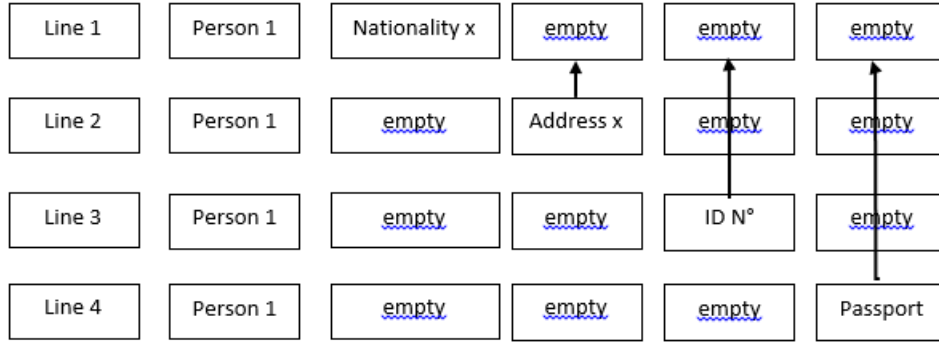 Line 1 Person 1 Nationality x empty empty empty
Line 2 Person 1 empty Address x empty empty
Line 3 Person 1 empty empty ID N° empty
Line 4 Person 1 empty empty empty Passport